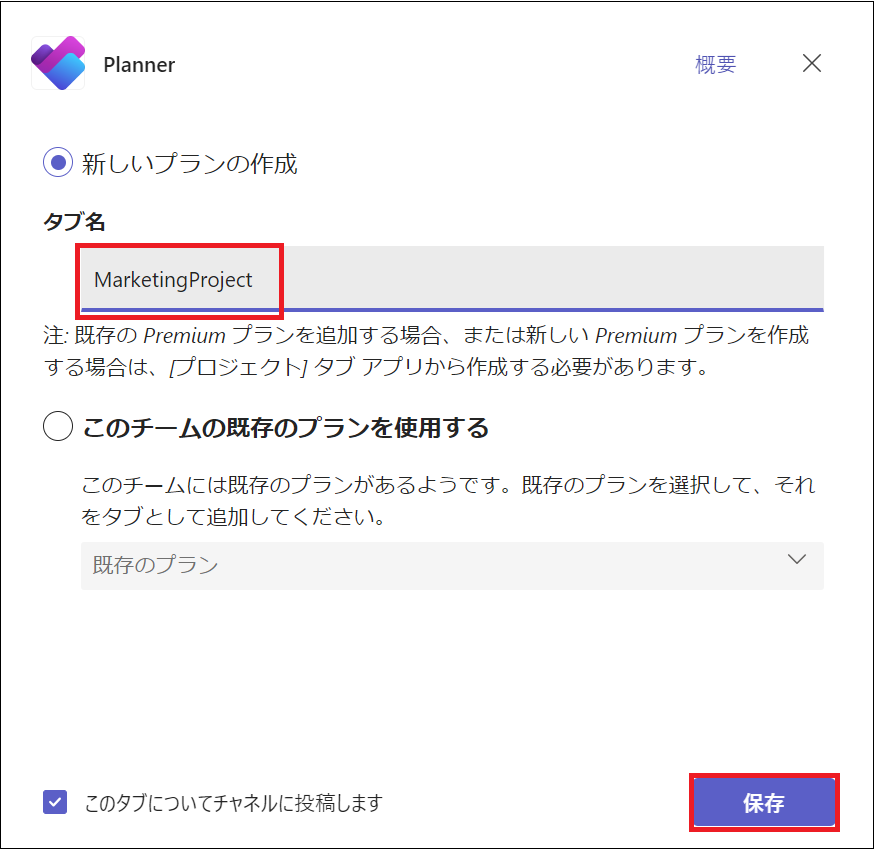 Planner
概要
新しいプランの作成
タブ名
MarketingProject
注: 既存の Premium プランを追加する場合、または新しい Premium プランを作成
する場合は、[プロジェクト] タブ アプリから作成する必要があります。
このチームの既存のプランを使用する
このチームには既存のプランがあるようです。既存のプランを選択して、それ
をタブとして追加してください。
既存のプラン
このタブについてチャネルに投稿します
保存